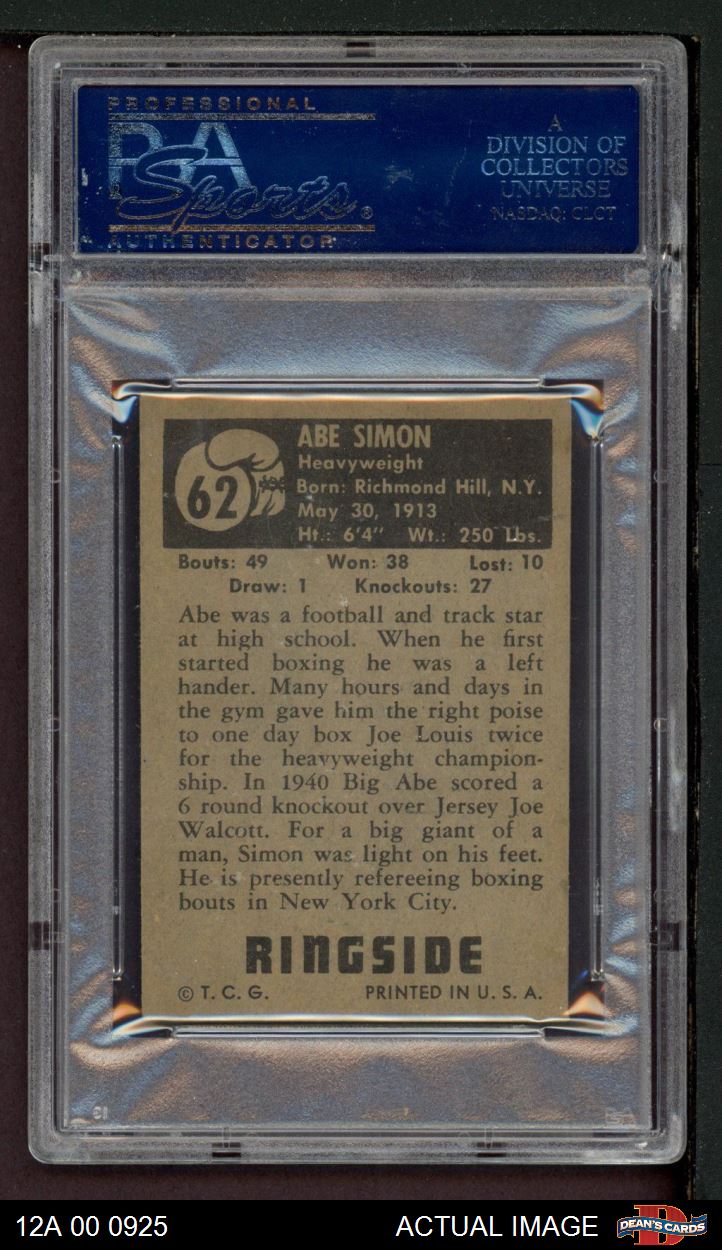 PROFESSIONAL
PSA
Sports®
AUTHENTICATOR
A
DIVISION OF
COLLECTORS
UNIVERSE
NASDAQ: CLCT
62
ABE SIMON
Heavyweight
Born: Richmond Hill, N.Y.
May 30, 1913
Ht.: 6'4" Wt.: 250 Lbs.
Bouts: 49 Won: 38 Lost: 10
Draw: 1 Knockouts: 27
Abe was a football and track star
at high school. When he first
started boxing he was a left
hander. Many hours and days in
the gym gave him the right poise
to one day box Joe Louis twice
for the heavyweight champion-
ship. In 1940 Big Abe scored a
6 round knockout over Jersey Joe
Walcott. For a big giant of a
man, Simon was light on his feet.
He is presently refereeing boxing
bouts in New York City.
RINGSIDE
© T. C. G. PRINTED IN U. S. A.
PSA
12A 00 0925
ACTUAL IMAGE
DEAN'S CARDS